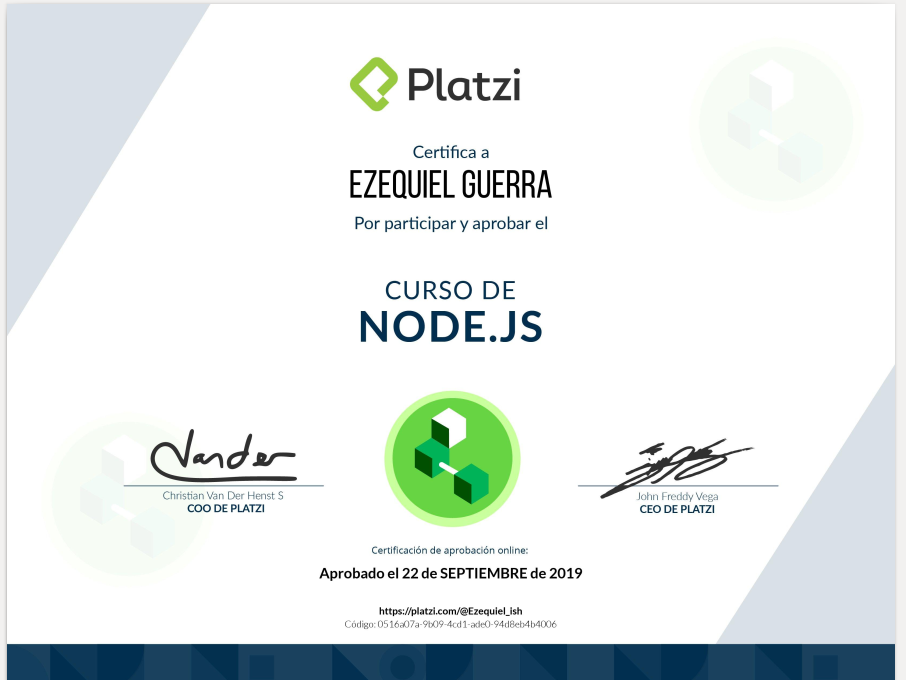 Platzi
Certifica a
EZEQUIEL GUERRA
Por participar y aprobar el
CURSO DE
NODE.JS
Vander
Christian Van Der Henst S
COO DE PLATZI
John Freddy Vega
CEO DE PLATZI
Certificación de aprobación online:
Aprobado el 22 de SEPTIEMBRE de 2019
https://platzi.com/@Ezequiel_ish
Código: 0516a07a-9b09-4cd1-ade0-94d8eb4b4006